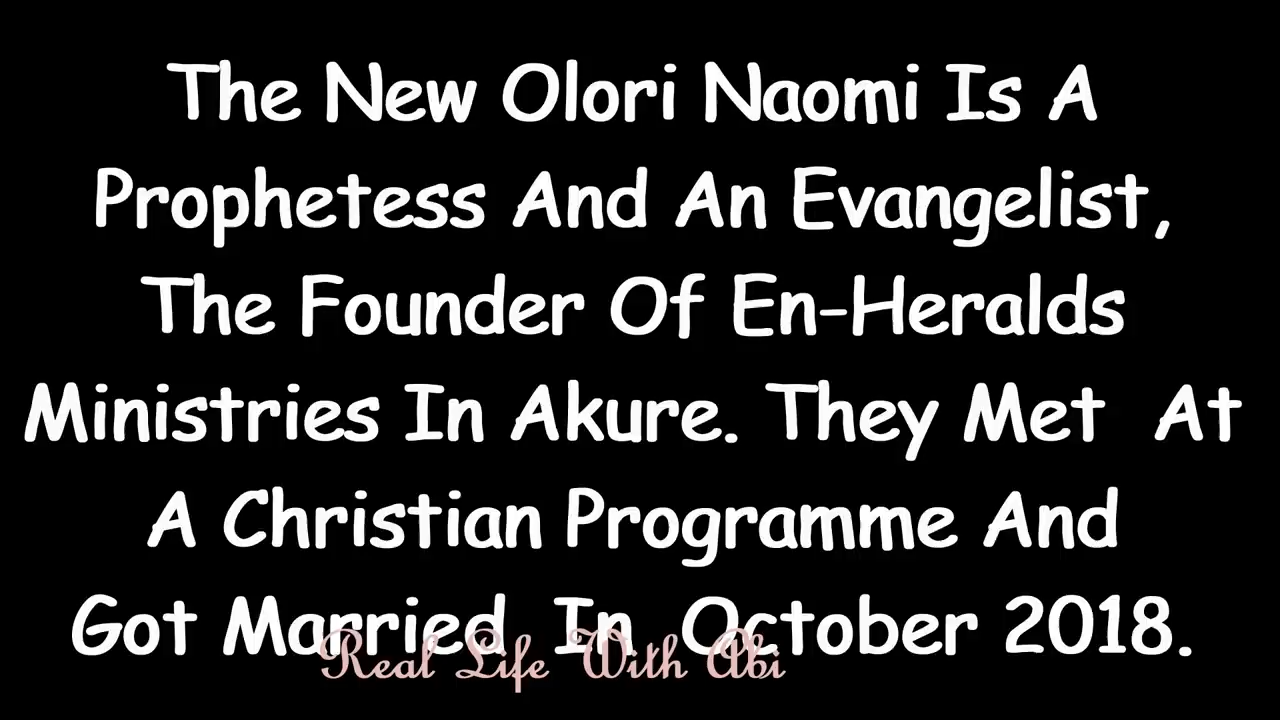 The New Olori Naomi Is A
Prophetess And An Evangelist,
The Founder Of En-Heralds
Ministries In Akure. They Met At
A Christian Programme And
Got Married In October 2018.
Real Life With Abi